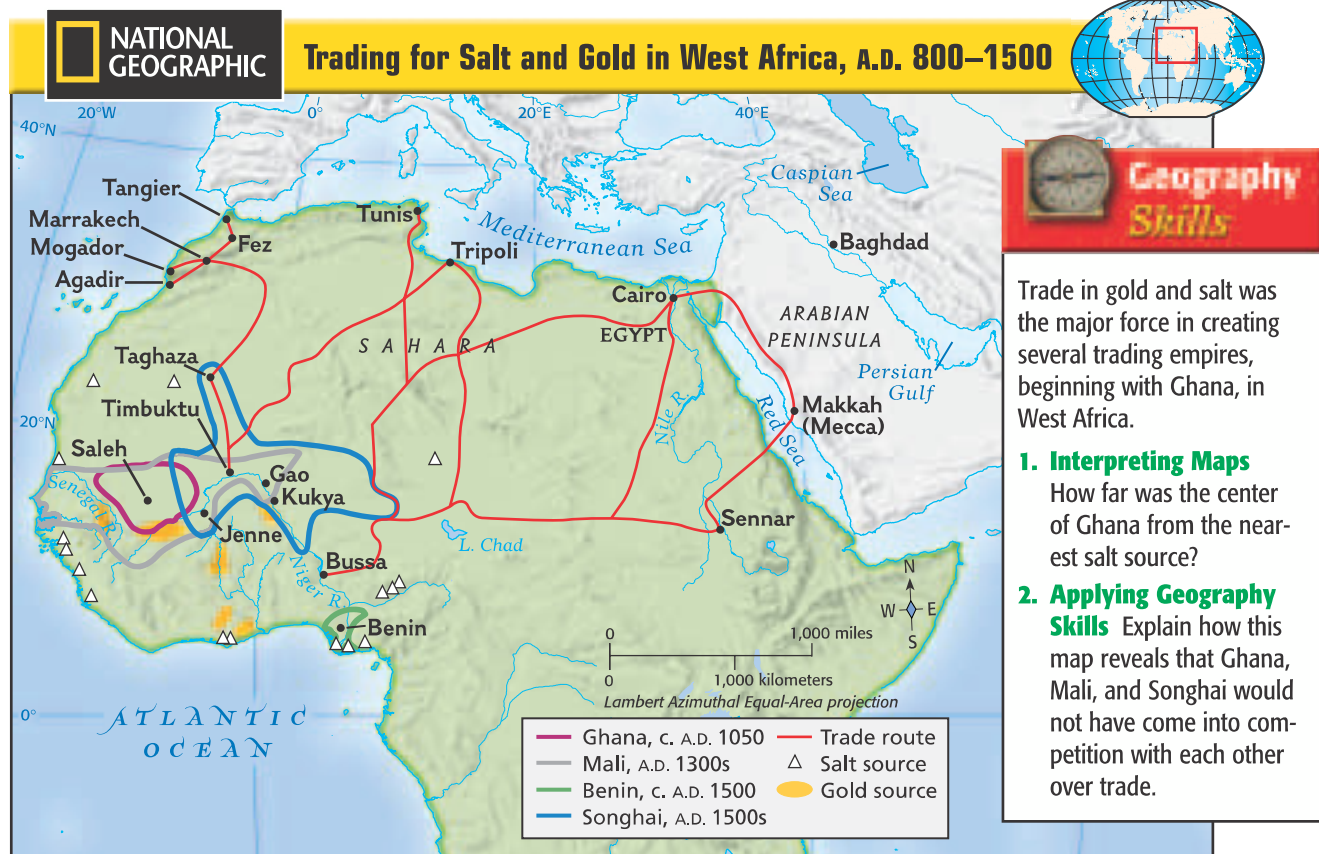 NATIONAL
GEOGRAPHIC
Trading for Salt and Gold in West Africa, A.D. 800–1500
20°W
0°
20°E
40°E
40°N
Caspian
Sea
Tangier
Marrakech
Mogador
Agadir
Fez
Tunis
Tripoli
Mediterranean Sea
Baghdad
Cairo
EGYPT
ARABIAN
PENINSULA
Persian
Gulf
SAHARA
Taghaza
Timbuktu
20°N
Saleh
Senegal R.
Gao
Kukya
Jenne
Nile R.
Red Sea
Makkah
(Mecca)
Sennar
L. Chad
Bussa
Niger R.
Benin
N
W
E
S
0
1,000 miles
0
1,000 kilometers
Lambert Azimuthal Equal-Area projection
0°
ATLANTIC
OCEAN
Ghana, c. A.D. 1050
Mali, A.D. 1300s
Benin, c. A.D. 1500
Songhai, A.D. 1500s
Trade route
Salt source
Gold source
Geography
Skills
Trade in gold and salt was
the major force in creating
several trading empires,
beginning with Ghana, in
West Africa.
1. Interpreting Maps
How far was the center
of Ghana from the near-
est salt source?
2. Applying Geography
Skills Explain how this
map reveals that Ghana,
Mali, and Songhai would
not have come into com-
petition with each other
over trade.